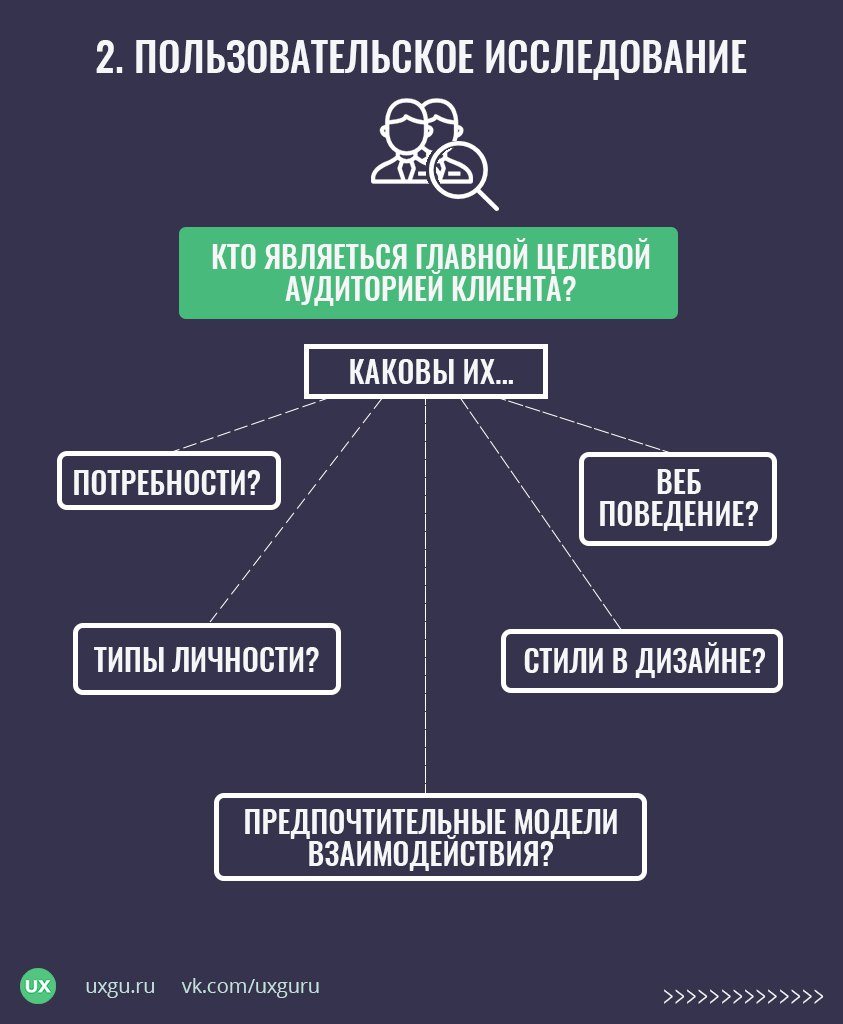 2. ПОЛЬЗОВАТЕЛЬСКОЕ ИССЛЕДОВАНИЕ
КТО ЯВЛЯЕТЬСЯ ГЛАВНОЙ ЦЕЛЕВОЙ
АУДИТОРИЕЙ КЛИЕНТА?
КАКОВЫ ИХ...
ПОТРЕБНОСТИ?
ВЕБ
ПОВЕДЕНИЕ?
ТИПЫ ЛИЧНОСТИ?
СТИЛИ В ДИЗАЙНЕ?
ПРЕДПОЧТИТЕЛЬНЫЕ МОДЕЛИ
ВЗАИМОДЕЙСТВИЯ?
UX uxgu.ru vk.com/uxguru
>>>>>>>>>>>>>>